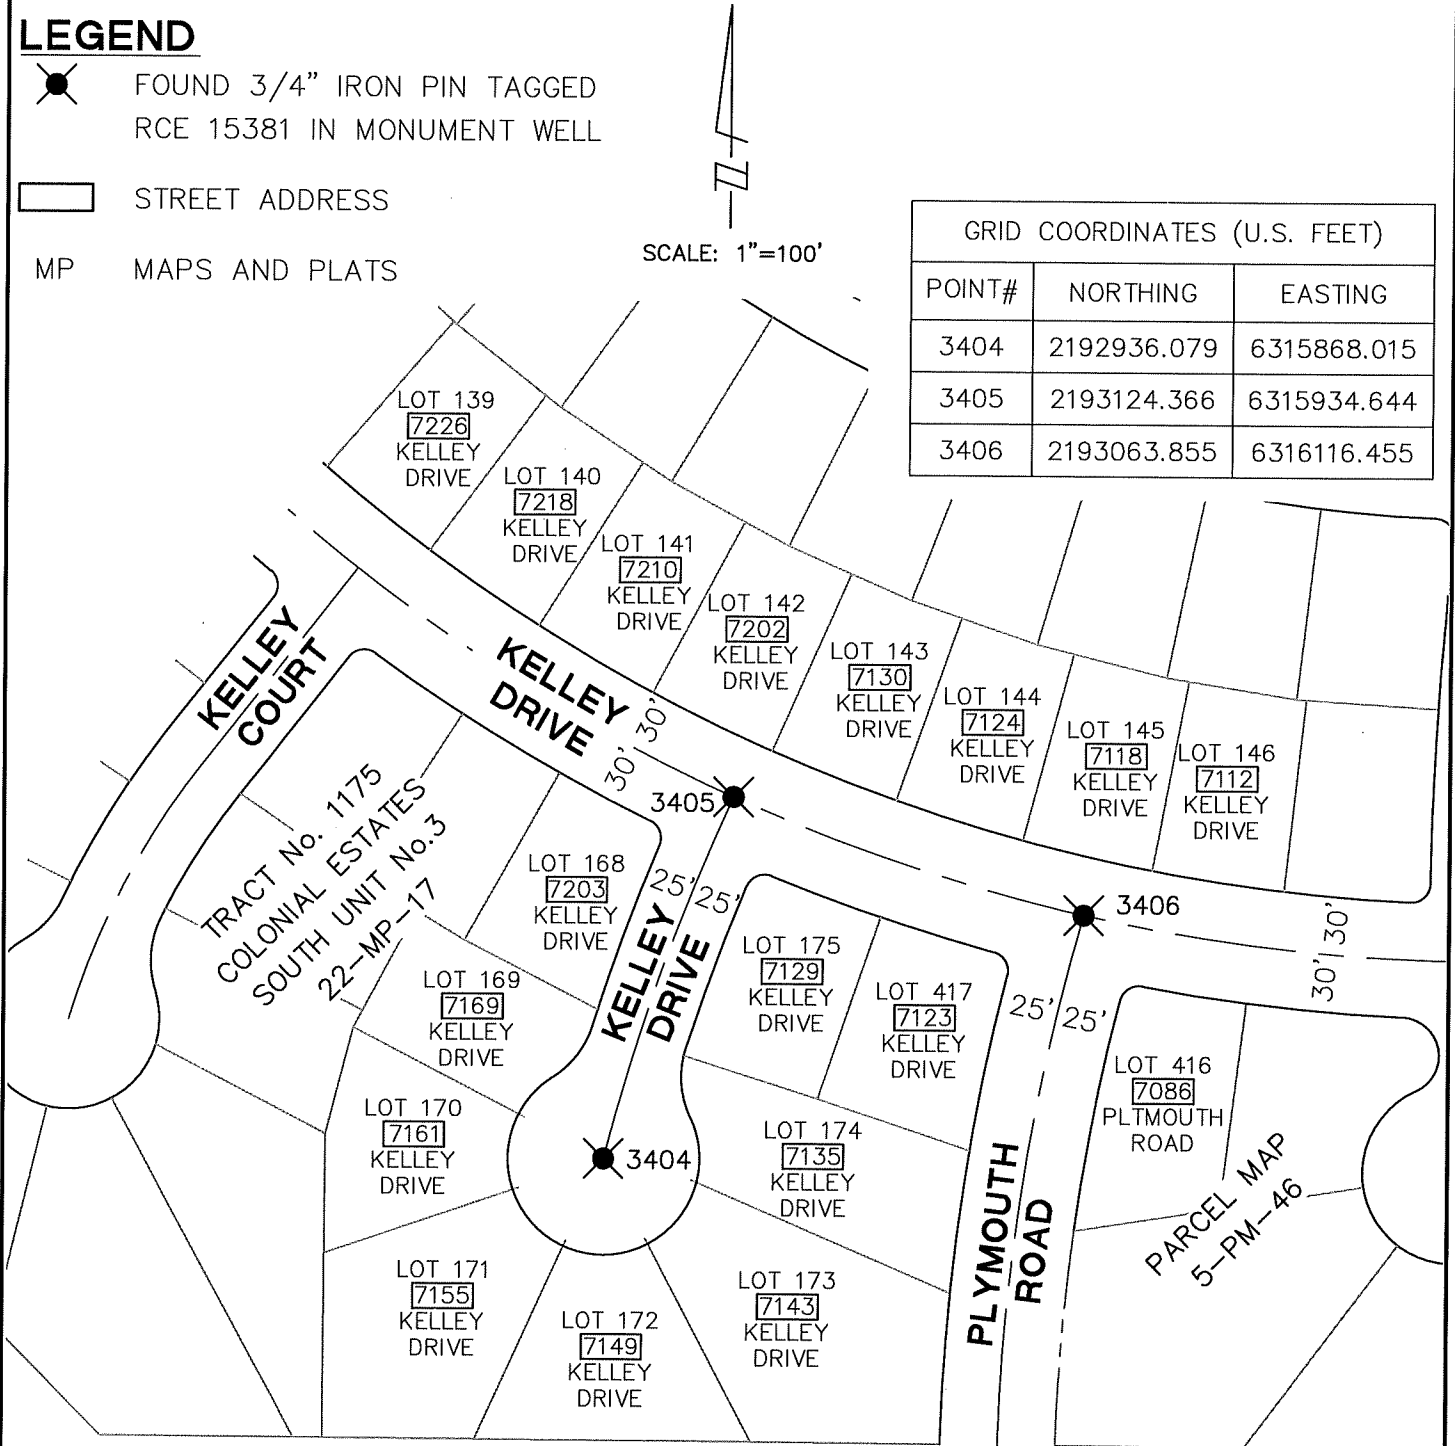 LEGEND
FOUND 3/4" IRON PIN TAGGED
RCE 15381 IN MONUMENT WELL
STREET ADDRESS
MP MAPS AND PLATS
N
SCALE: 1"=100'
GRID COORDINATES (U.S. FEET)
POINT# NORTHING EASTING
3404 2192936.079 6315868.015
3405 2193124.366 6315934.644
3406 2193063.855 6316116.455
LOT 139
7226
KELLEY
DRIVE
LOT 140
7218
KELLEY
DRIVE
LOT 141
7210
KELLEY
DRIVE
LOT 142
7202
KELLEY
DRIVE
LOT 143
7130
KELLEY
DRIVE
LOT 144
7124
KELLEY
DRIVE
LOT 145
7118
KELLEY
DRIVE
LOT 146
7112
KELLEY
DRIVE
KELLEY
COURT
KELLEY
DRIVE
30' 30'
3405
3406
30' 30'
TRACT No. 1175
COLONIAL ESTATES
SOUTH UNIT No.3
22-MP-17
LOT 168
7203
KELLEY
DRIVE
25' 25'
KELLEY
DRIVE
LOT 175
7129
KELLEY
DRIVE
LOT 417
7123
KELLEY
DRIVE
25' 25'
LOT 169
7169
KELLEY
DRIVE
LOT 416
7086
PLTMOUTH
ROAD
LOT 170
7161
KELLEY
DRIVE
3404
LOT 174
7135
KELLEY
DRIVE
PLYMOUTH
ROAD
PARCEL MAP
5-PM-46
LOT 171
7155
KELLEY
DRIVE
LOT 172
7149
KELLEY
DRIVE
LOT 173
7143
KELLEY
DRIVE